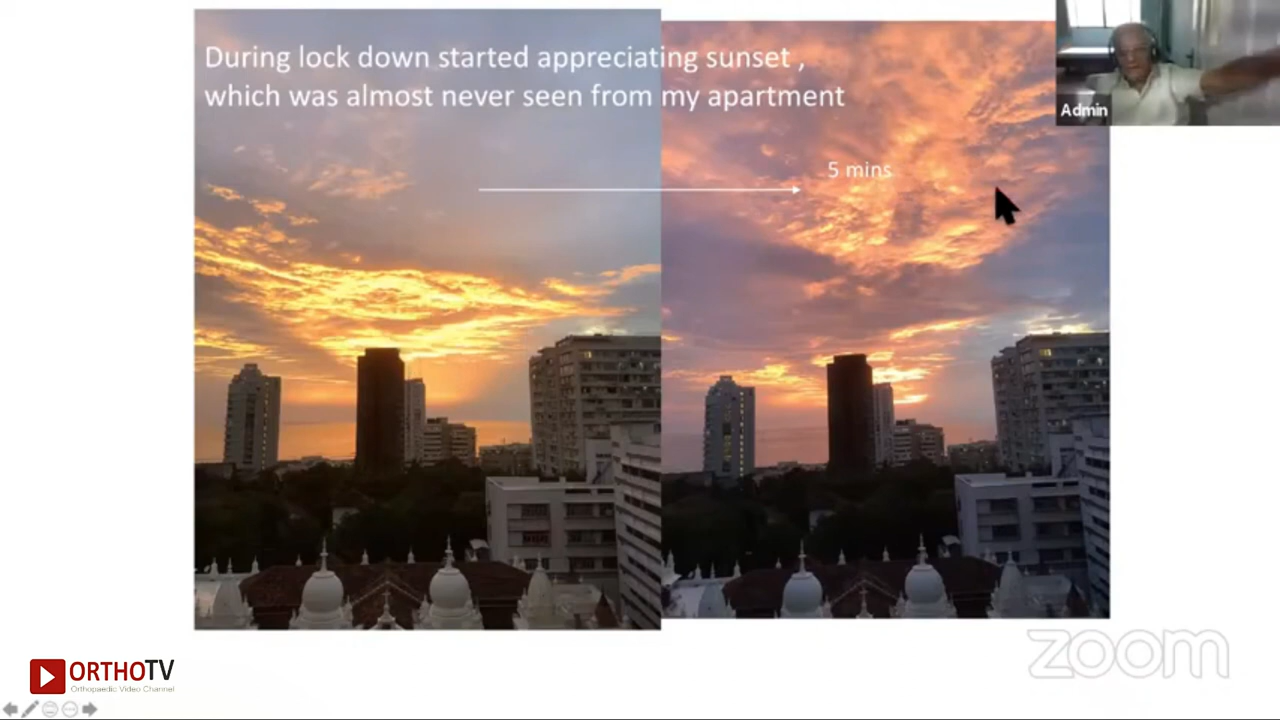 During lock down started appreciating sunset ,
which was almost never seen from my apartment
5 mins
Admin
ORTHOTV
Orthopaedic Video Channel
zoom